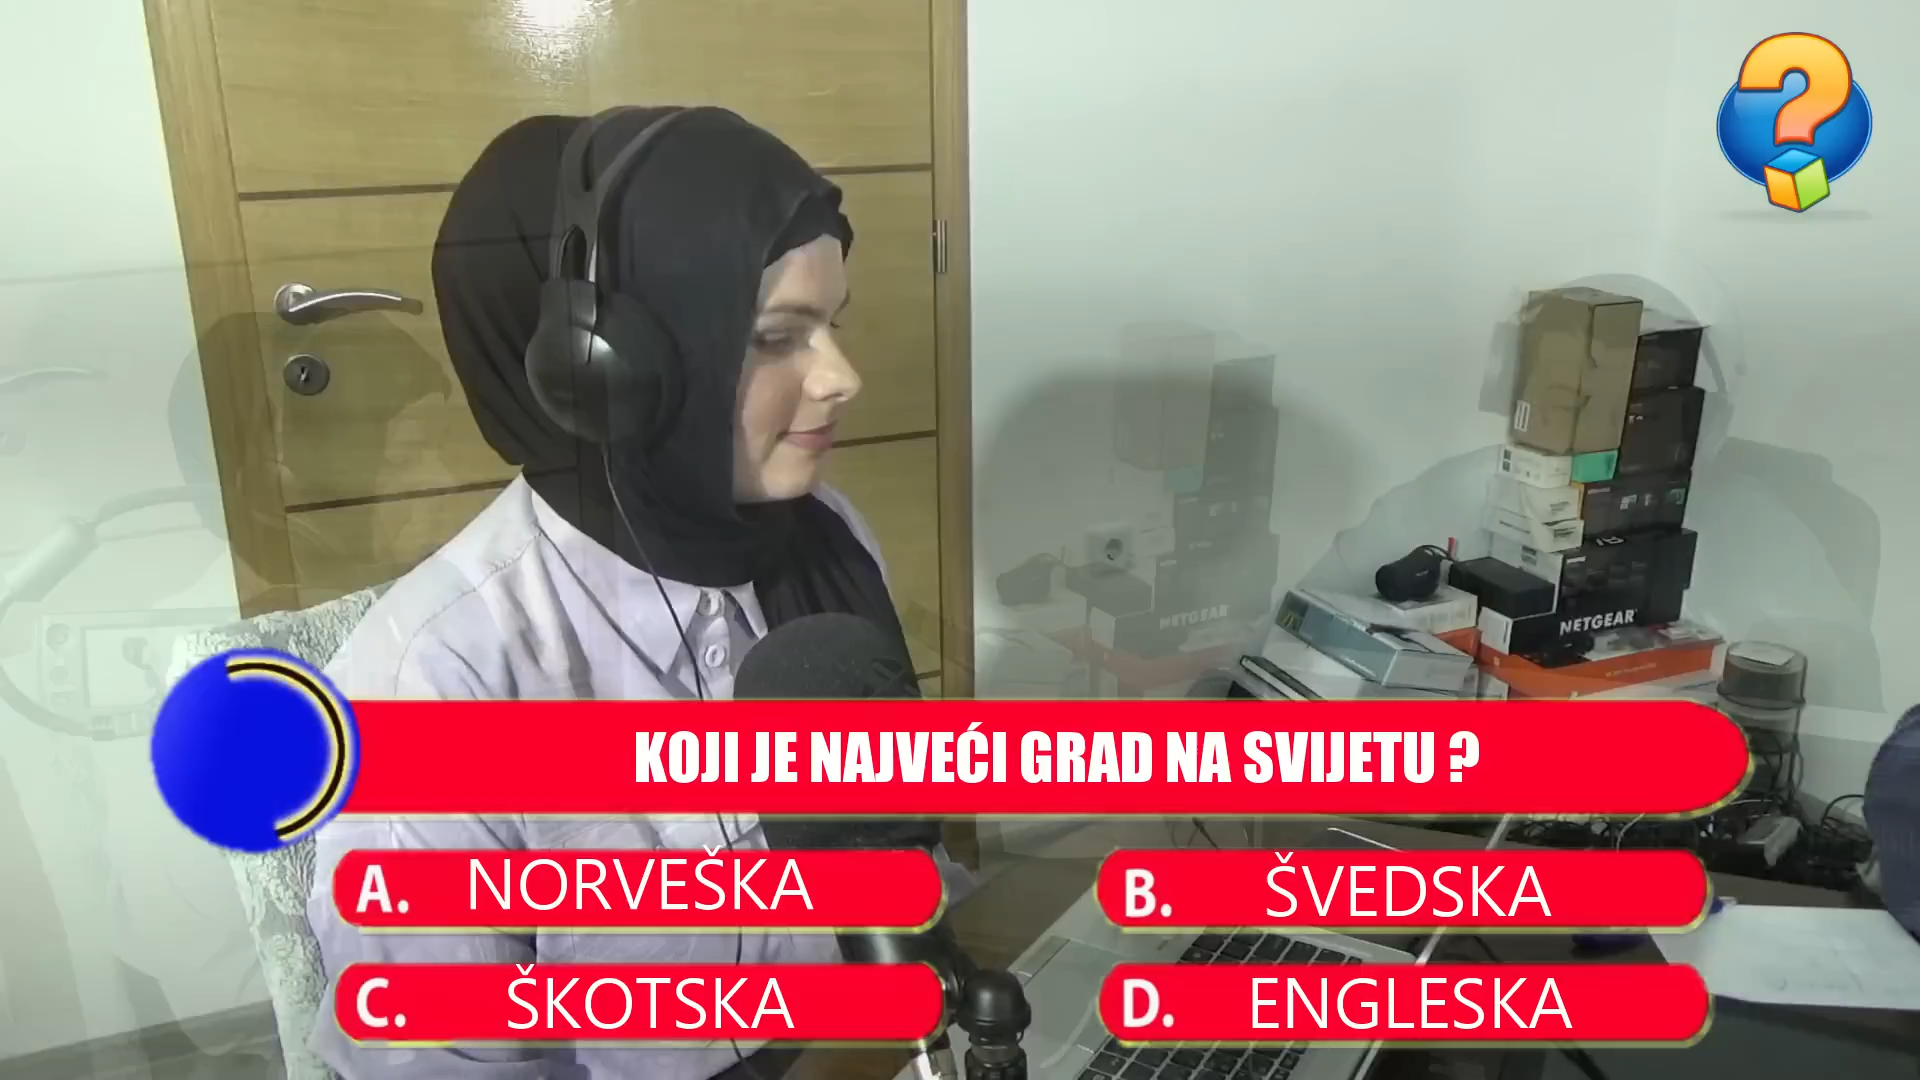 NETGEAR
NETGEAR
KOJI JE NAJVEĆI GRAD NA SVIJETU ?
A. NORVEŠKA
B. ŠVEDSKA
C. ŠKOTSKA
D. ENGLESKA